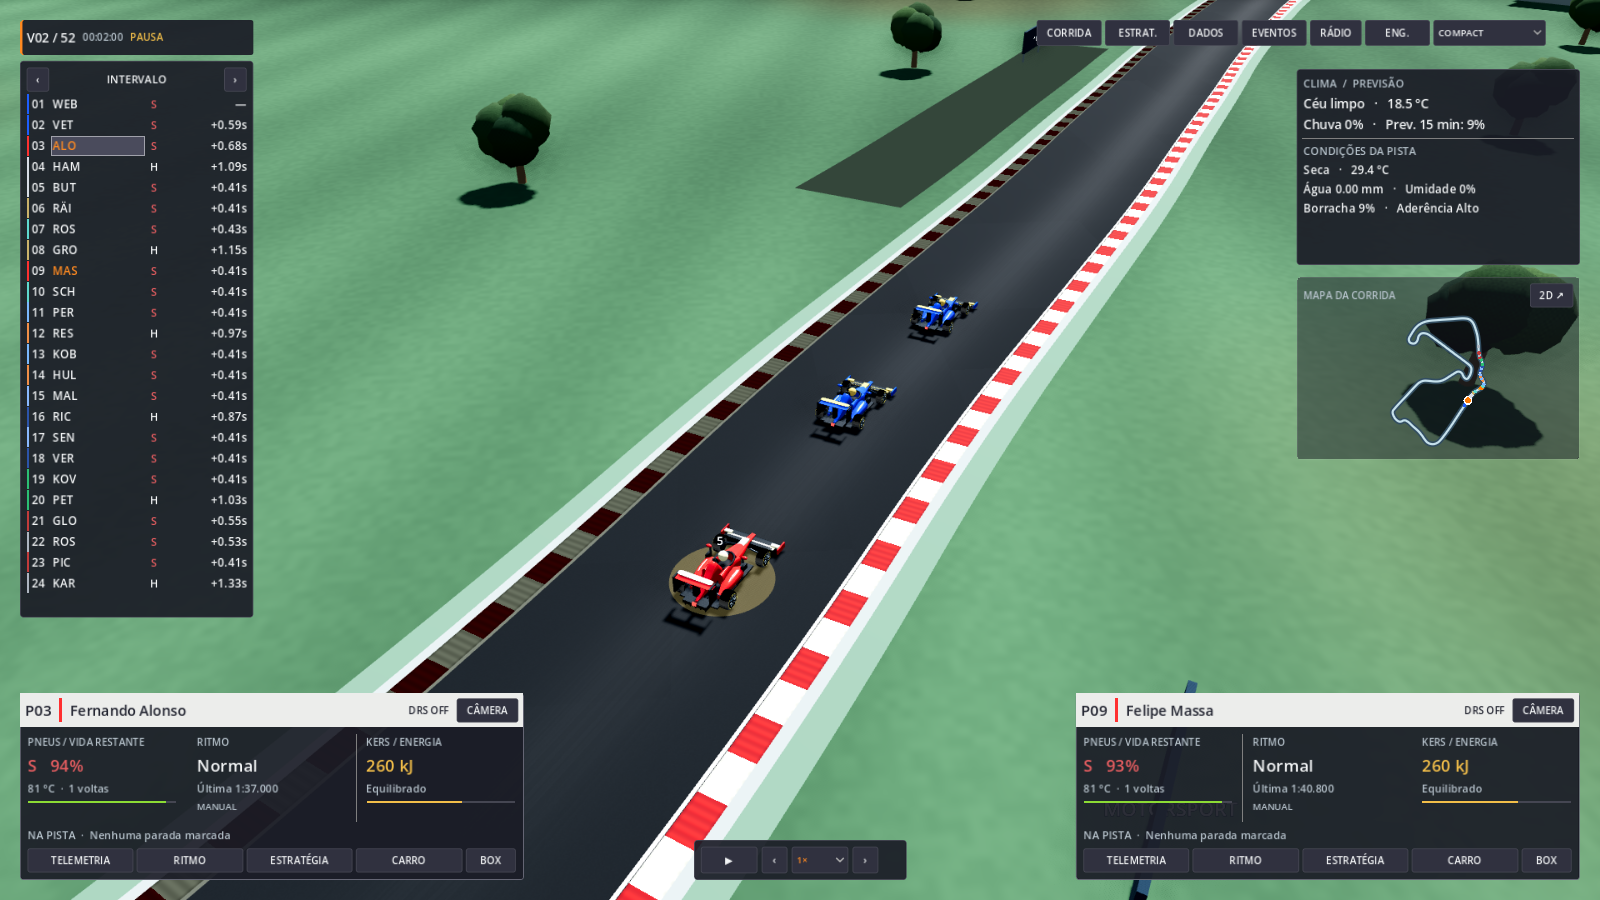 V02 / 52 00:02:00 PAUSA
CORRIDA ESTRAT. DADOS EVENTOS RÁDIO ENG. COMPACT
‹ INTERVALO ›
01 WEB S —
02 VET S +0.59s
03 ALO S +0.68s
04 HAM H +1.09s
05 BUT S +0.41s
06 RÄI S +0.41s
07 ROS S +0.43s
08 GRO H +1.15s
09 MAS S +0.41s
10 SCH S +0.41s
11 PER S +0.41s
12 RES H +0.97s
13 KOB S +0.41s
14 HUL S +0.41s
15 MAL S +0.41s
16 RIC H +0.87s
17 SEN S +0.41s
18 VER S +0.41s
19 KOV S +0.41s
20 PET H +1.03s
21 GLO S +0.55s
22 ROS S +0.53s
23 PIC S +0.41s
24 KAR H +1.33s
CLIMA / PREVISÃO
Céu limpo · 18.5 °C
Chuva 0% · Prev. 15 min: 9%
CONDIÇÕES DA PISTA
Seca · 29.4 °C
Água 0.00 mm · Umidade 0%
Borracha 9% · Aderência Alto
MAPA DA CORRIDA 2D ↗
5
P03 Fernando Alonso DRS OFF CÂMERA
PNEUS / VIDA RESTANTE RITMO KERS / ENERGIA
S 94% Normal 260 kJ
81 °C · 1 voltas Última 1:37.000 Equilibrado
MANUAL
NA PISTA · Nenhuma parada marcada
TELEMETRIA RITMO ESTRATÉGIA CARRO BOX
▶ ‹ 1× ›
P09 Felipe Massa DRS OFF CÂMERA
PNEUS / VIDA RESTANTE RITMO KERS / ENERGIA
S 93% Normal 260 kJ
81 °C · 1 voltas Última 1:40.800 Equilibrado
MANUAL
MOTORSPORT
NA PISTA · Nenhuma parada marcada
TELEMETRIA RITMO ESTRATÉGIA CARRO BOX